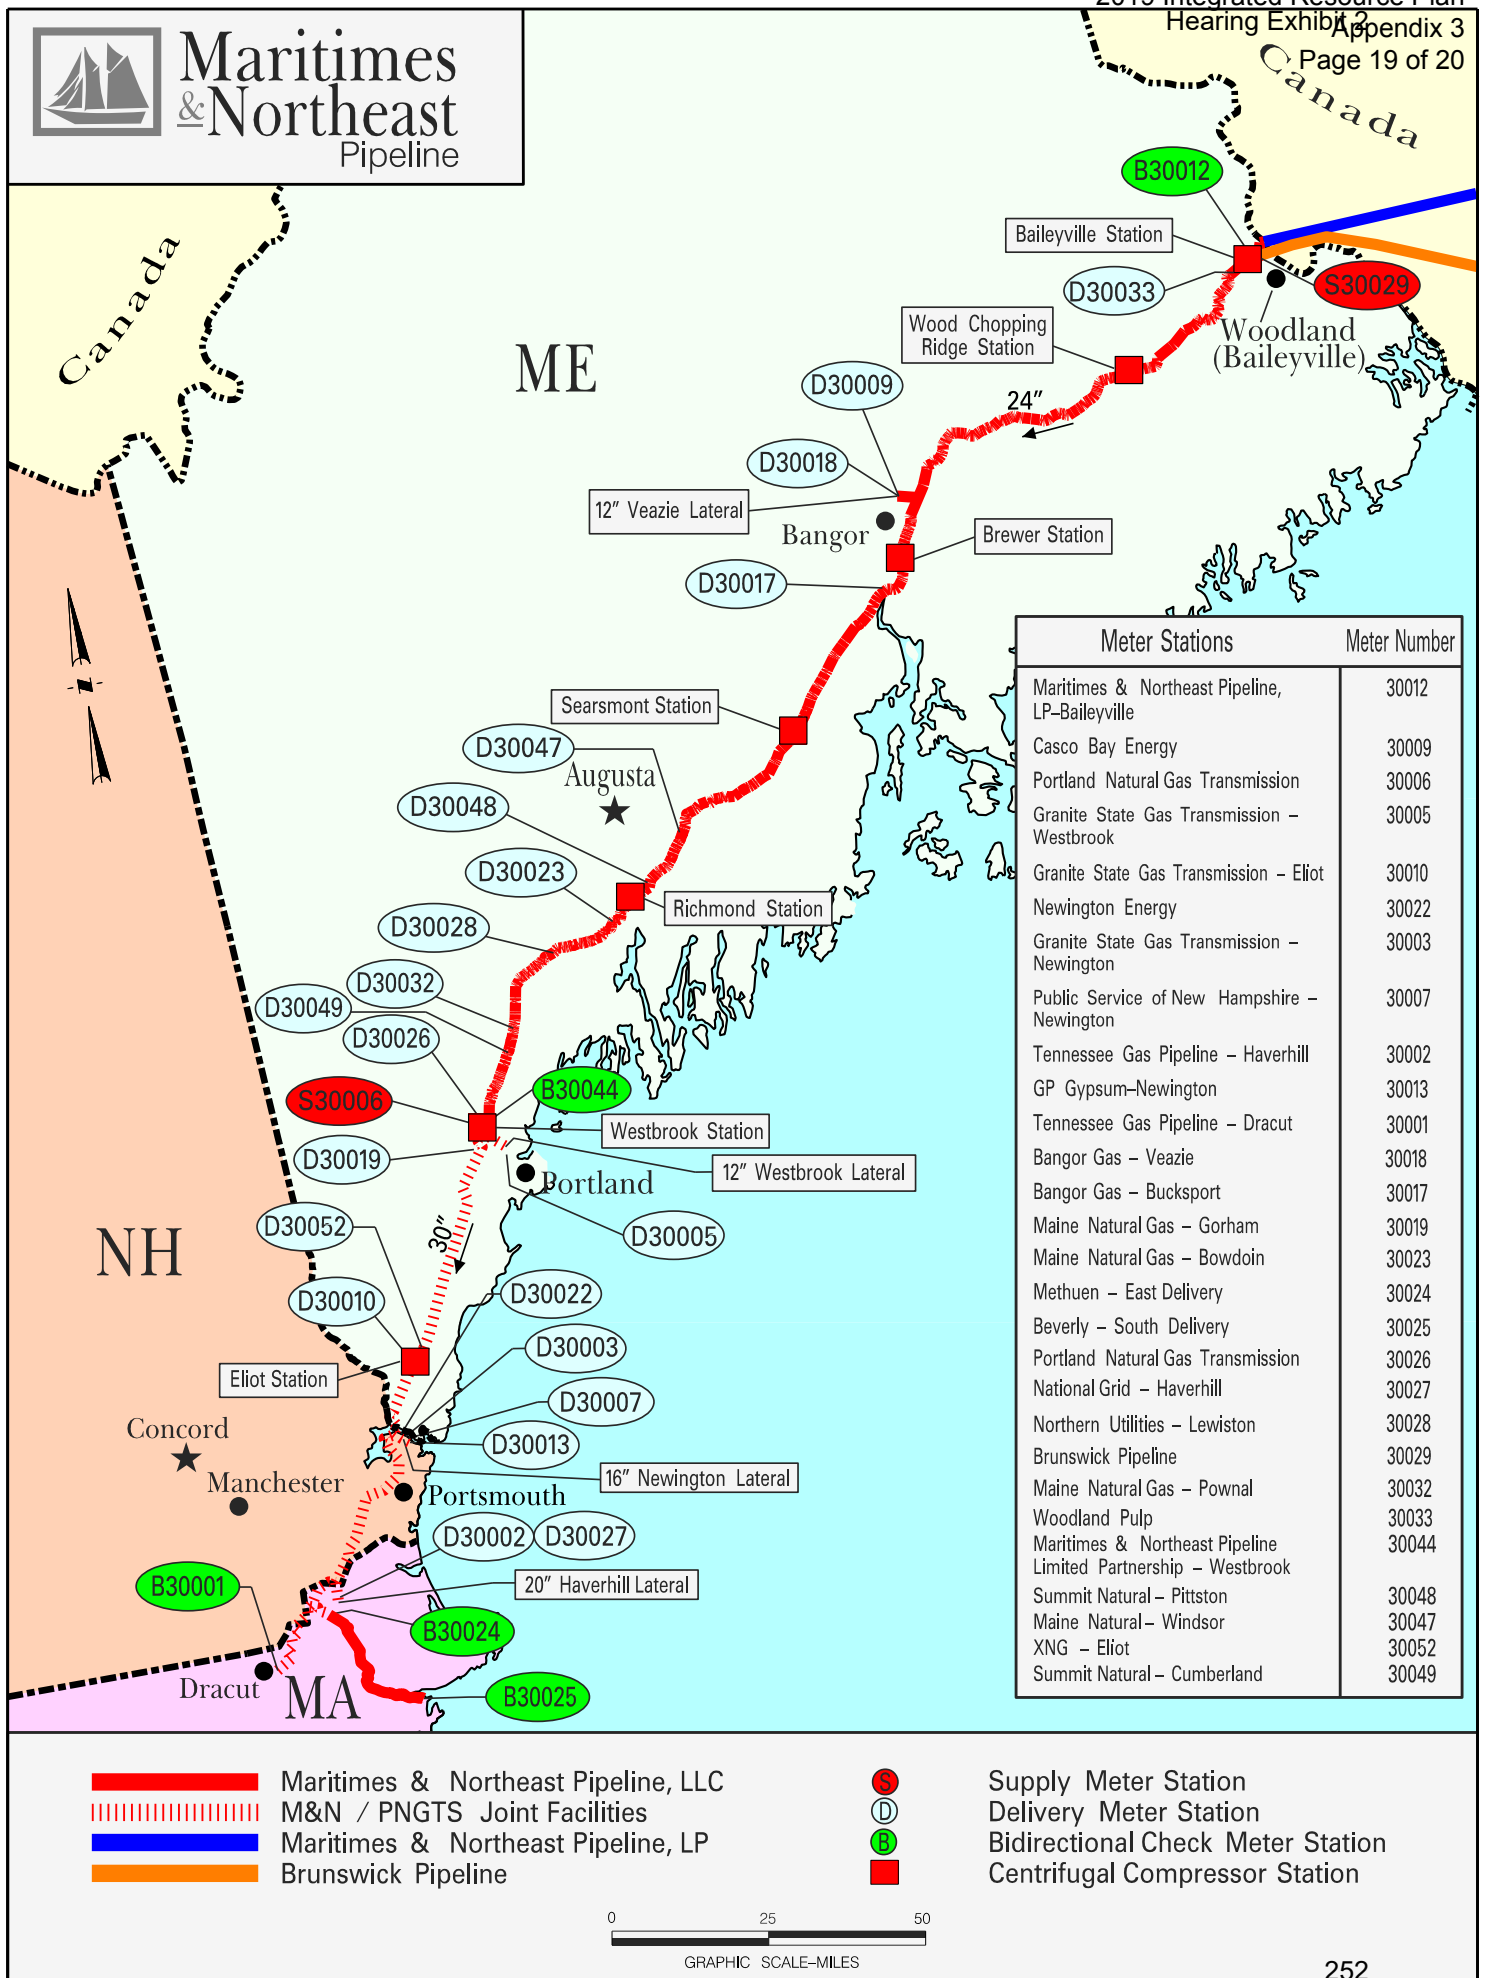 2019 Integrated Resource Plan
Hearing Exhibit 2
Appendix 3
Page 19 of 20
Maritimes
&Northeast
Pipeline
Canada
Canada
B30012
Baileyville Station
D30033
S30029
Woodland
(Baileyville)
Wood Chopping
Ridge Station
ME
D30009
24"
D30018
12" Veazie Lateral
Bangor
Brewer Station
D30017
Searsmont Station
D30047
Augusta
D30048
D30023
Richmond Station
D30028
D30032
D30049
D30026
S30006
B30044
Westbrook Station
D30019
12" Westbrook Lateral
Portland
D30052
30"
D30005
NH
D30010
D30022
D30003
Eliot Station
D30007
Concord
D30013
Manchester
16" Newington Lateral
Portsmouth
D30002
D30027
B30001
20" Haverhill Lateral
B30024
Dracut
MA
B30025
N
Meter Stations Meter Number
Maritimes & Northeast Pipeline, 30012
LP–Baileyville
Casco Bay Energy 30009
Portland Natural Gas Transmission 30006
Granite State Gas Transmission – 30005
Westbrook
Granite State Gas Transmission – Eliot 30010
Newington Energy 30022
Granite State Gas Transmission – 30003
Newington
Public Service of New Hampshire – 30007
Newington
Tennessee Gas Pipeline – Haverhill 30002
GP Gypsum–Newington 30013
Tennessee Gas Pipeline – Dracut 30001
Bangor Gas – Veazie 30018
Bangor Gas – Bucksport 30017
Maine Natural Gas – Gorham 30019
Maine Natural Gas – Bowdoin 30023
Methuen – East Delivery 30024
Beverly – South Delivery 30025
Portland Natural Gas Transmission 30026
National Grid – Haverhill 30027
Northern Utilities – Lewiston 30028
Brunswick Pipeline 30029
Maine Natural Gas – Pownal 30032
Woodland Pulp 30033
Maritimes & Northeast Pipeline 30044
Limited Partnership – Westbrook
Summit Natural – Pittston 30048
Maine Natural – Windsor 30047
XNG – Eliot 30052
Summit Natural – Cumberland 30049
Maritimes & Northeast Pipeline, LLC
M&N / PNGTS Joint Facilities
Maritimes & Northeast Pipeline, LP
Brunswick Pipeline
S Supply Meter Station
D Delivery Meter Station
B Bidirectional Check Meter Station
Centrifugal Compressor Station
0 25 50
GRAPHIC SCALE–MILES
252